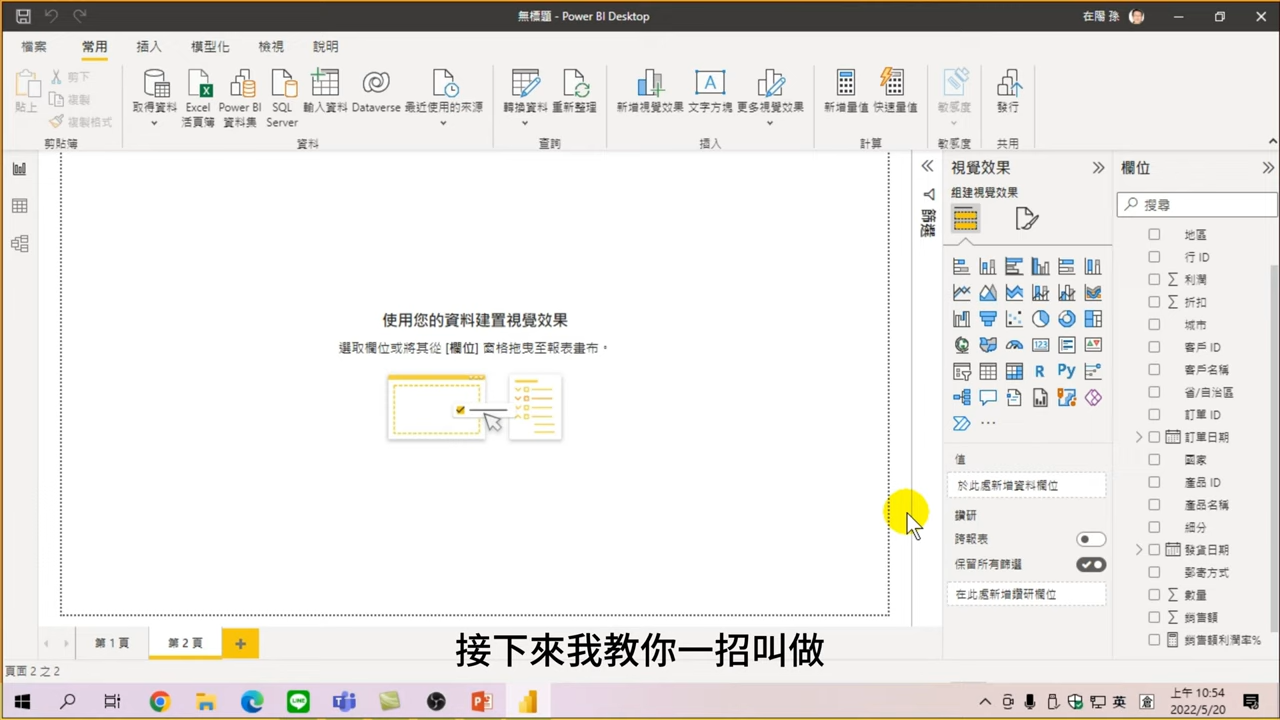 無標題 - Power BI Desktop
在陽 孫
檔案 常用 插入 模型化 檢視 說明
貼上
剪下
複製
複製格式
剪貼簿
取得資料
Excel 活頁簿
Power BI 資料集
SQL Server
輸入資料
Dataverse
最近使用的來源
資料
轉換資料
重新整理
查詢
新增視覺效果
文字方塊
更多視覺效果
插入
新增量值
快速量值
計算
敏感度
敏感度
發行
共用
使用您的資料建置視覺效果
選取欄位或將其從 [欄位] 窗格拖曳至報表畫布。
篩選
視覺效果
組建視覺效果
R
Py
123
值
於此處新增資料欄位
鑽研
跨報表
保留所有篩選
在此處新增鑽研欄位
欄位
搜尋
地區
行 ID
利潤
折扣
城市
客戶 ID
客戶名稱
省/自治區
訂單 ID
訂單日期
國家
產品 ID
產品名稱
細分
發貨日期
郵寄方式
數量
銷售額
銷售額利潤率%
第 1 頁
第 2 頁
頁面 2 之 2
接下來我教你一招叫做
英
倉
上午 10:54
2022/5/20